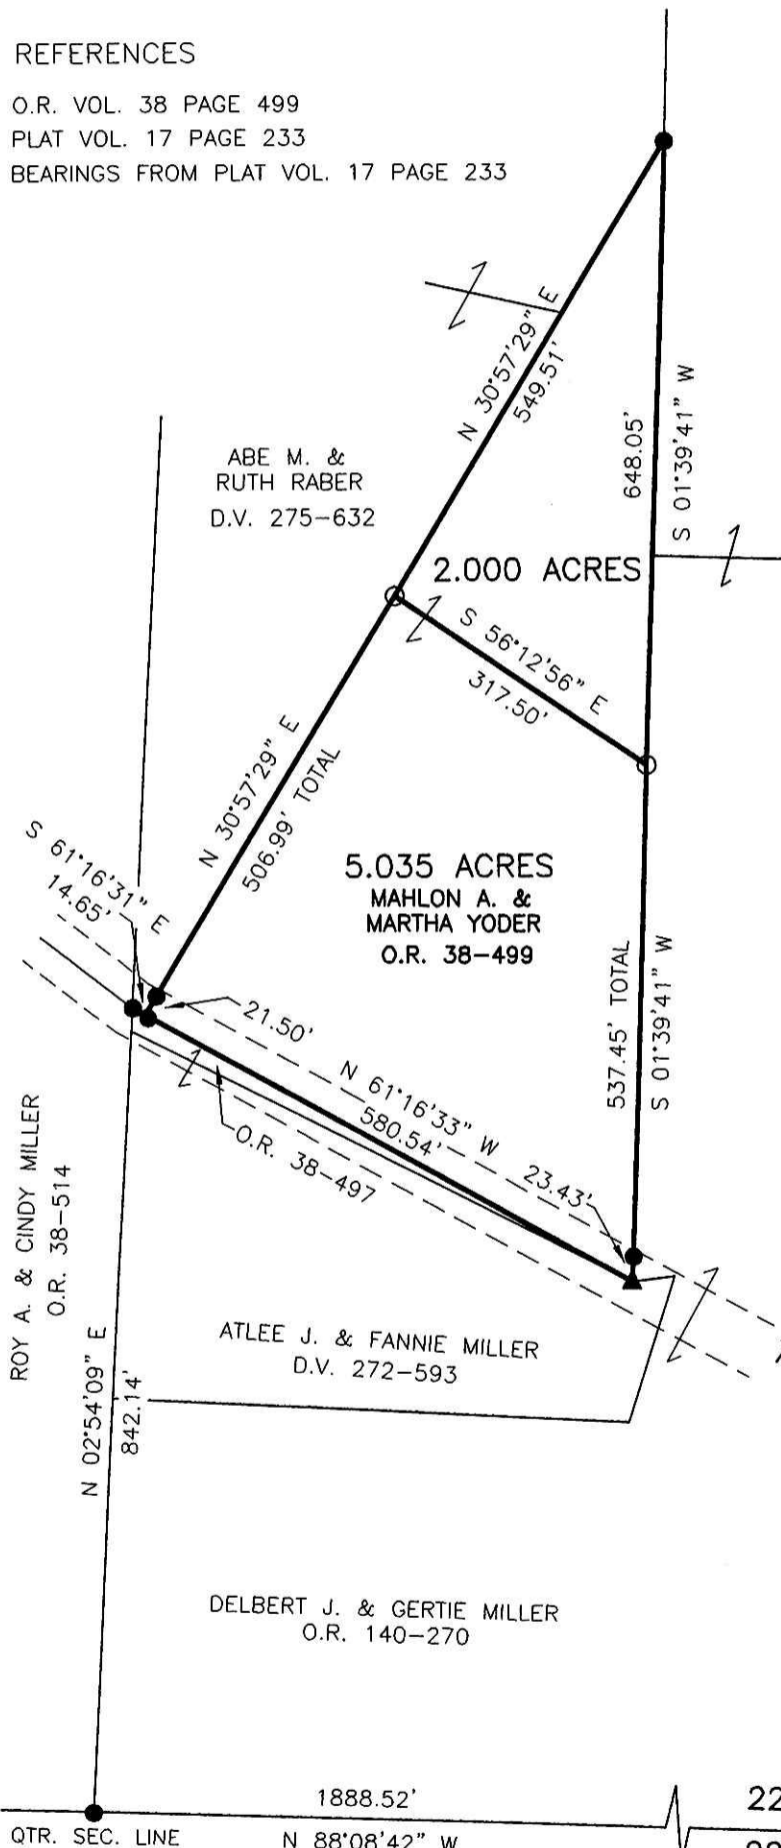 REFERENCES
O.R. VOL. 38 PAGE 499
PLAT VOL. 17 PAGE 233
BEARINGS FROM PLAT VOL. 17 PAGE 233
N 30°57'29" E
549.51'
648.05'
S 01°39'41" W
ABE M. &
RUTH RABER
D.V. 275-632
2.000 ACRES
S 56°12'56" E
317.50'
N 30°57'29" E
506.99' TOTAL
5.035 ACRES
MAHLON A. &
MARTHA YODER
O.R. 38-499
S 61°16'31" E
14.65'
21.50'
537.45' TOTAL
S 01°39'41" W
N 61°16'33" W
580.54'
23.43'
O.R. 38-497
ROY A. & CINDY MILLER
O.R. 38-514
ATLEE J. & FANNIE MILLER
D.V. 272-593
N 02°54'09" E
842.14'
DELBERT J. & GERTIE MILLER
O.R. 140-270
1888.52'
22
QTR. SEC. LINE
N 88°08'42" W